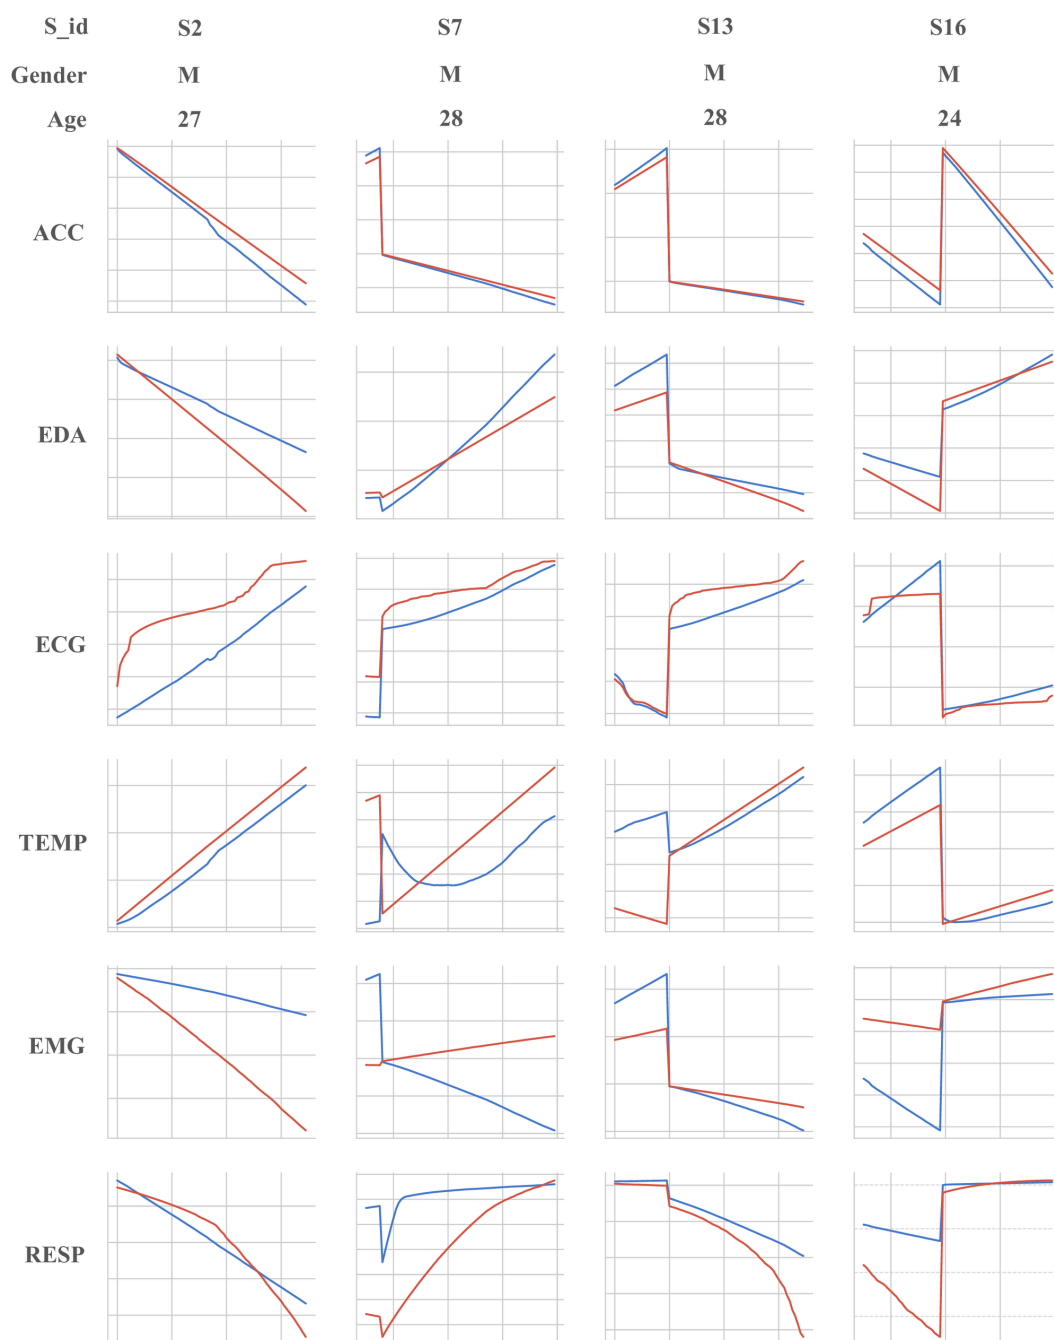 S_id S2 S7 S13 S16
Gender M M M M
Age 27 28 28 24
ACC
EDA
ECG
TEMP
EMG
RESP